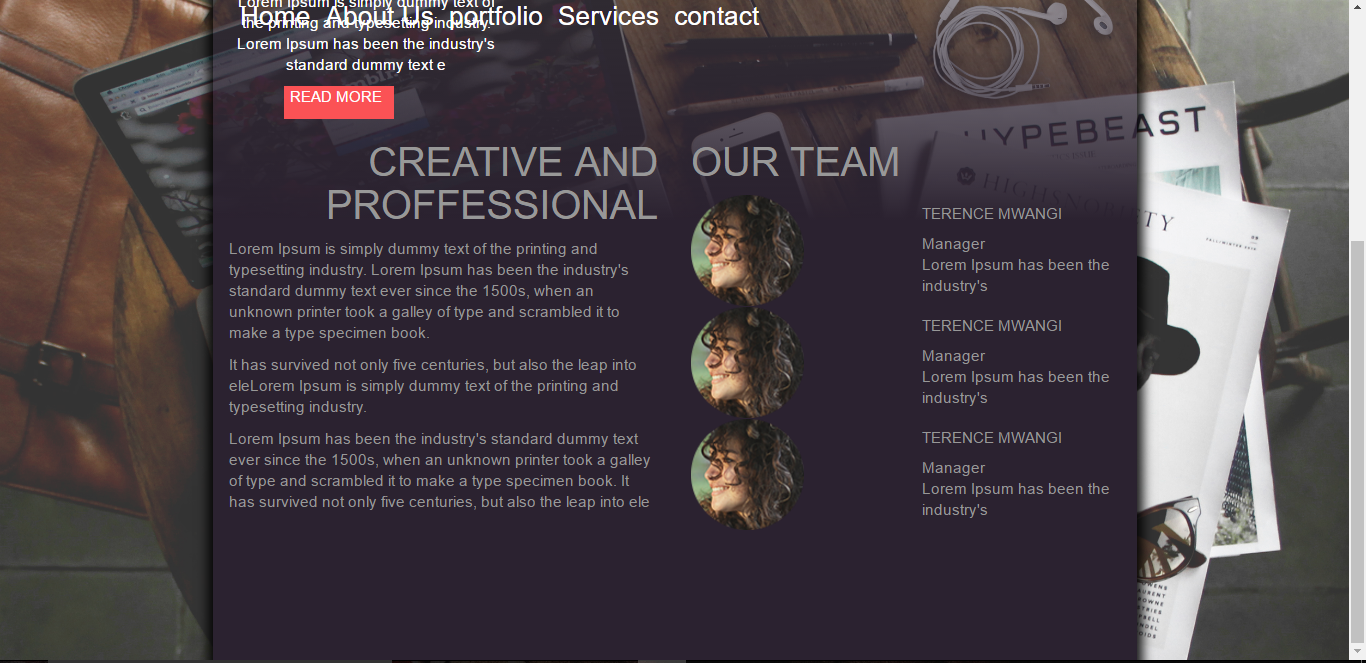 Lorem Ipsum is simply dummy text of
Home About Us portfolio Services contact
the printing and typesetting industry.
Lorem Ipsum has been the industry's
standard dummy text e
READ MORE
HYPEBEAST
HIGHSNOBIETY
FALL/WINTER
CREATIVE AND
PROFFESSIONAL
Lorem Ipsum is simply dummy text of the printing and
typesetting industry. Lorem Ipsum has been the industry's
standard dummy text ever since the 1500s, when an
unknown printer took a galley of type and scrambled it to
make a type specimen book.
It has survived not only five centuries, but also the leap into
eleLorem Ipsum is simply dummy text of the printing and
typesetting industry.
Lorem Ipsum has been the industry's standard dummy text
ever since the 1500s, when an unknown printer took a galley
of type and scrambled it to make a type specimen book. It
has survived not only five centuries, but also the leap into ele
OUR TEAM
TERENCE MWANGI
Manager
Lorem Ipsum has been the
industry's
TERENCE MWANGI
Manager
Lorem Ipsum has been the
industry's
TERENCE MWANGI
Manager
Lorem Ipsum has been the
industry's